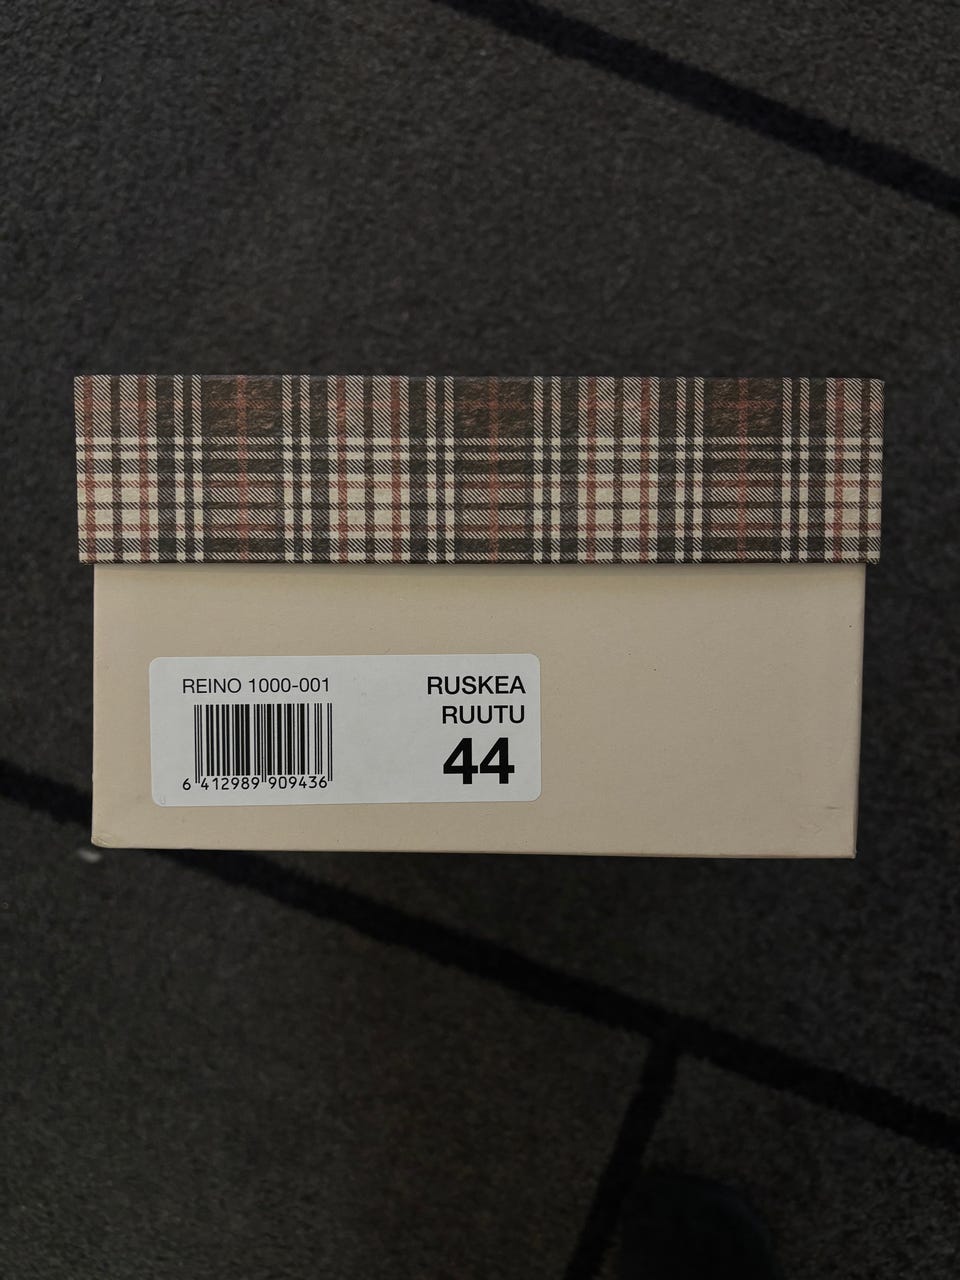 REINO 1000-001
6 412989 909436
RUSKEA
RUUTU
44